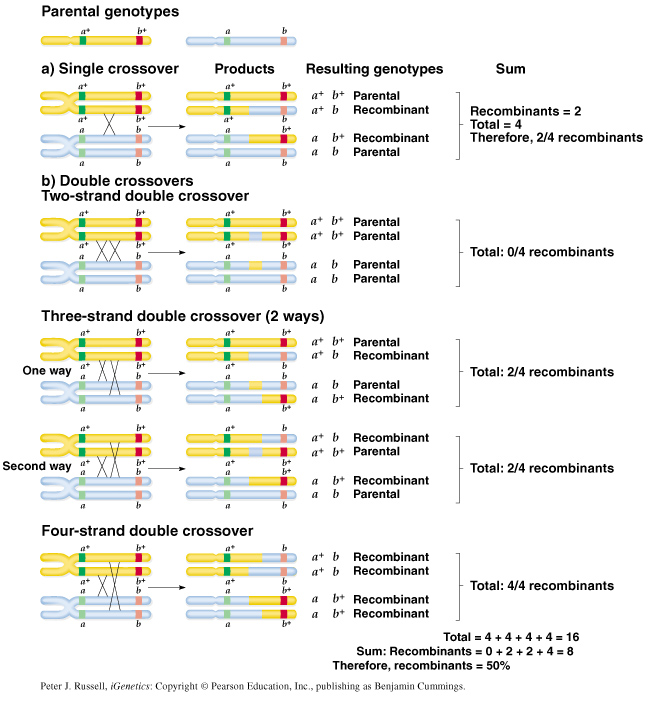 Parental genotypes
a+ b+ a b
a) Single crossover Products Resulting genotypes Sum
a+ b+ a+ b
a+ b+ Parental
a+ b Recombinant
Recombinants = 2
Total = 4
Therefore, 2/4 recombinants
a+ b+ a+ b+
a b a
a b+ Recombinant
a b Parental
a b a b
b) Double crossovers
Two-strand double crossover
a+ b+ a+ b+
a+ b+ Parental
a+ b+ Parental
a+ b+ a+ b+
Total: 0/4 recombinants
a b a b
a b Parental
a b Parental
a b a b
Three-strand double crossover (2 ways)
a+ b+ a+ b+
a+ b+ Parental
a+ b Recombinant
One way
a+ b+ a+ b
Total: 2/4 recombinants
a b a b
a b Parental
a b+ Recombinant
a b a b+
a+ b+ a+ b
a+ b Recombinant
a+ b+ Parental
Second way
a+ b+ a+ b+
Total: 2/4 recombinants
a b a b+
a b+ Recombinant
a b Parental
a b a b
Four-strand double crossover
a+ b+ a+ b
a+ b Recombinant
a+ b Recombinant
a+ b+ a+ b
Total: 4/4 recombinants
a b a b+
a b+ Recombinant
a b+ Recombinant
a b a b+
Total = 4 + 4 + 4 + 4 = 16
Sum: Recombinants = 0 + 2 + 2 + 4 = 8
Therefore, recombinants = 50%
Peter J. Russell, iGenetics: Copyright © Pearson Education, Inc., publishing as Benjamin Cummings.